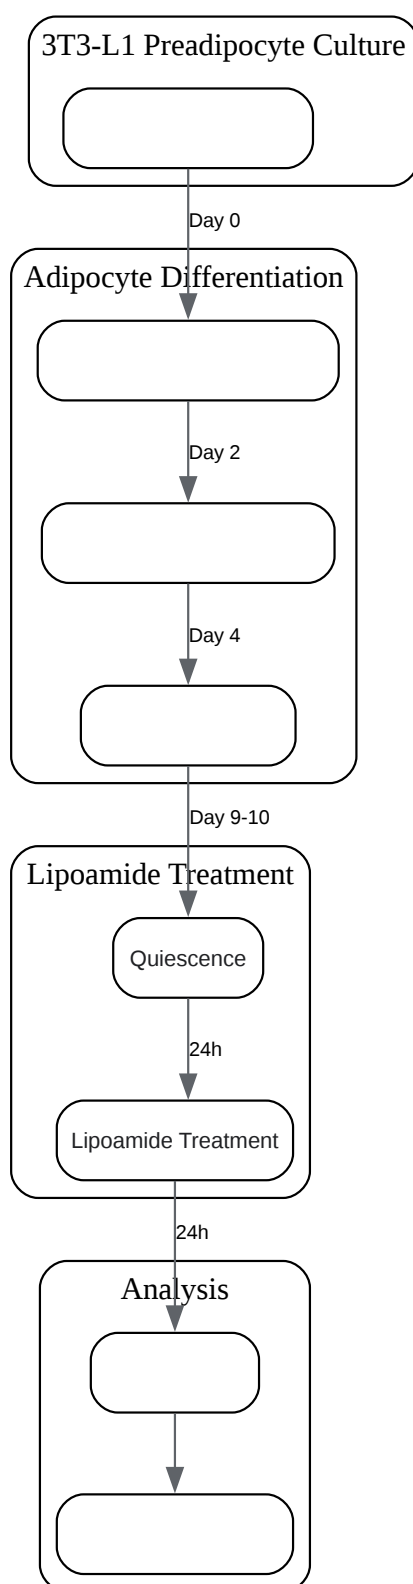 3T3-L1 Preadipocyte Culture
Day 0
Adipocyte Differentiation
Day 2
Day 4
Day 9-10
Lipoamide Treatment
Quiescence
24h
Lipoamide Treatment
24h
Analysis